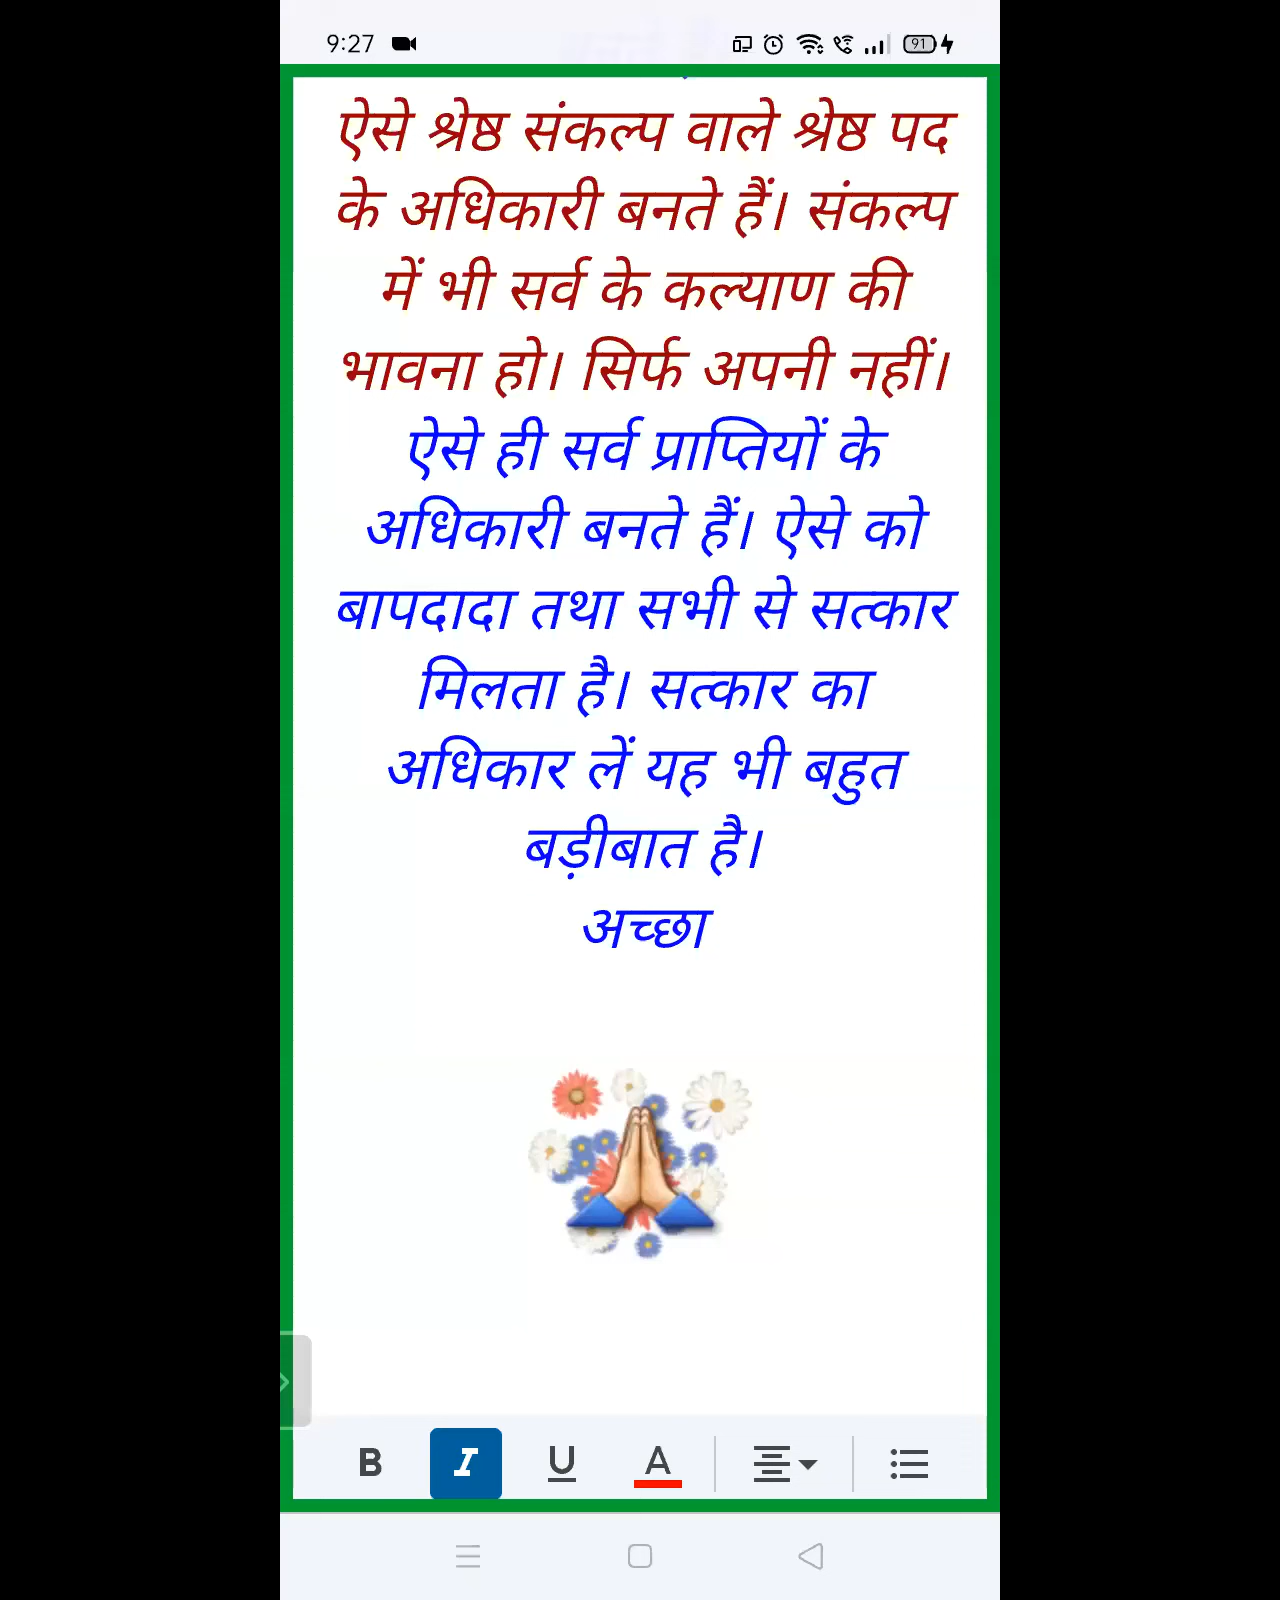 9:27
91
ऐसे श्रेष्ठ संकल्प वाले श्रेष्ठ पद
के अधिकारी बनते हैं। संकल्प
में भी सर्व के कल्याण की
भावना हो। सिर्फ अपनी नहीं।
ऐसे ही सर्व प्राप्तियों के
अधिकारी बनते हैं। ऐसे को
बापदादा तथा सभी से सत्कार
मिलता है। सत्कार का
अधिकार लें यह भी बहुत
बड़ीबात है।
अच्छा
B I U A